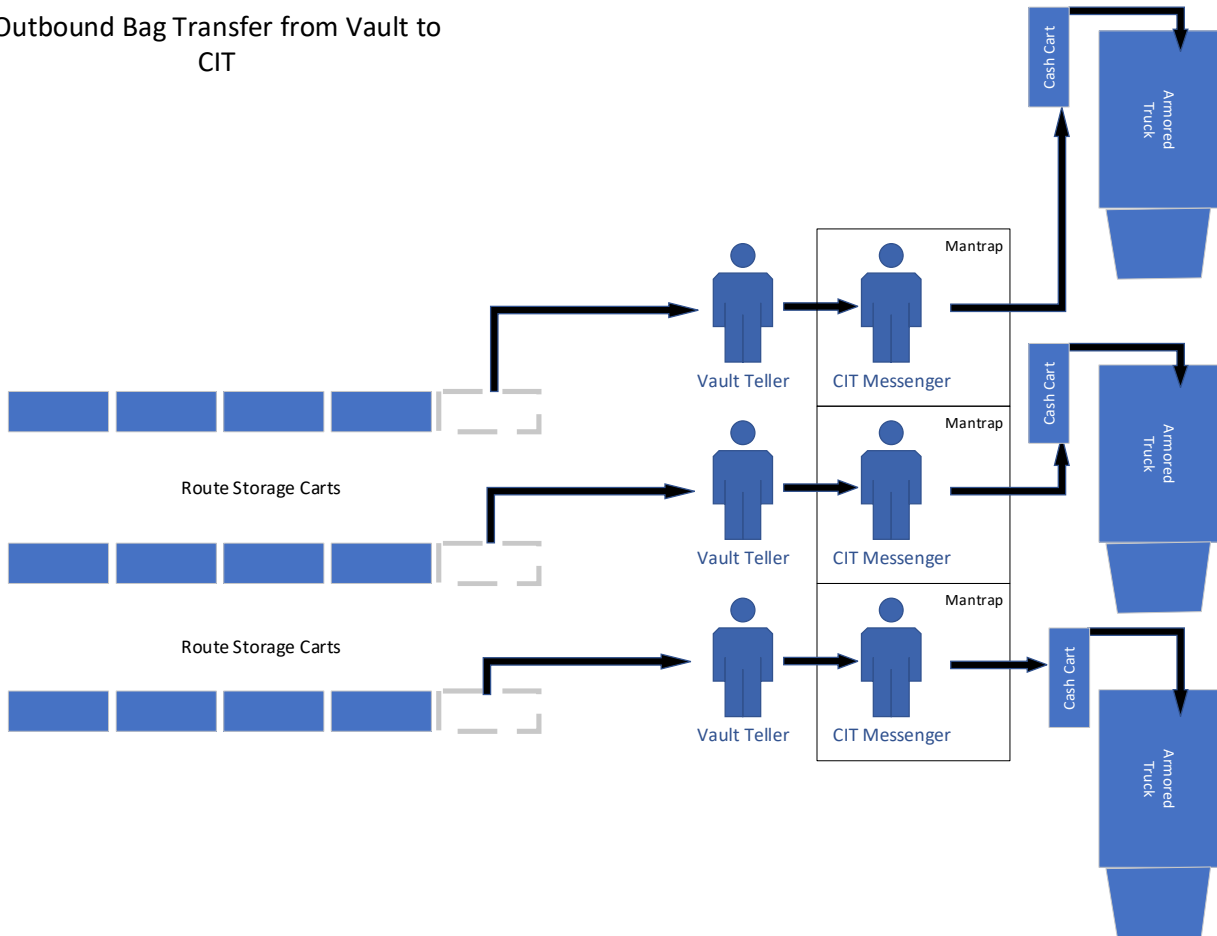 Outbound Bag Transfer from Vault to
CIT
Cash Cart
Armored
Truck
Mantrap
Vault Teller
CIT Messenger
Cash Cart
Armored
Truck
Mantrap
Route Storage Carts
Vault Teller
CIT Messenger
Mantrap
Route Storage Carts
Cash Cart
Vault Teller
CIT Messenger
Armored
Truck